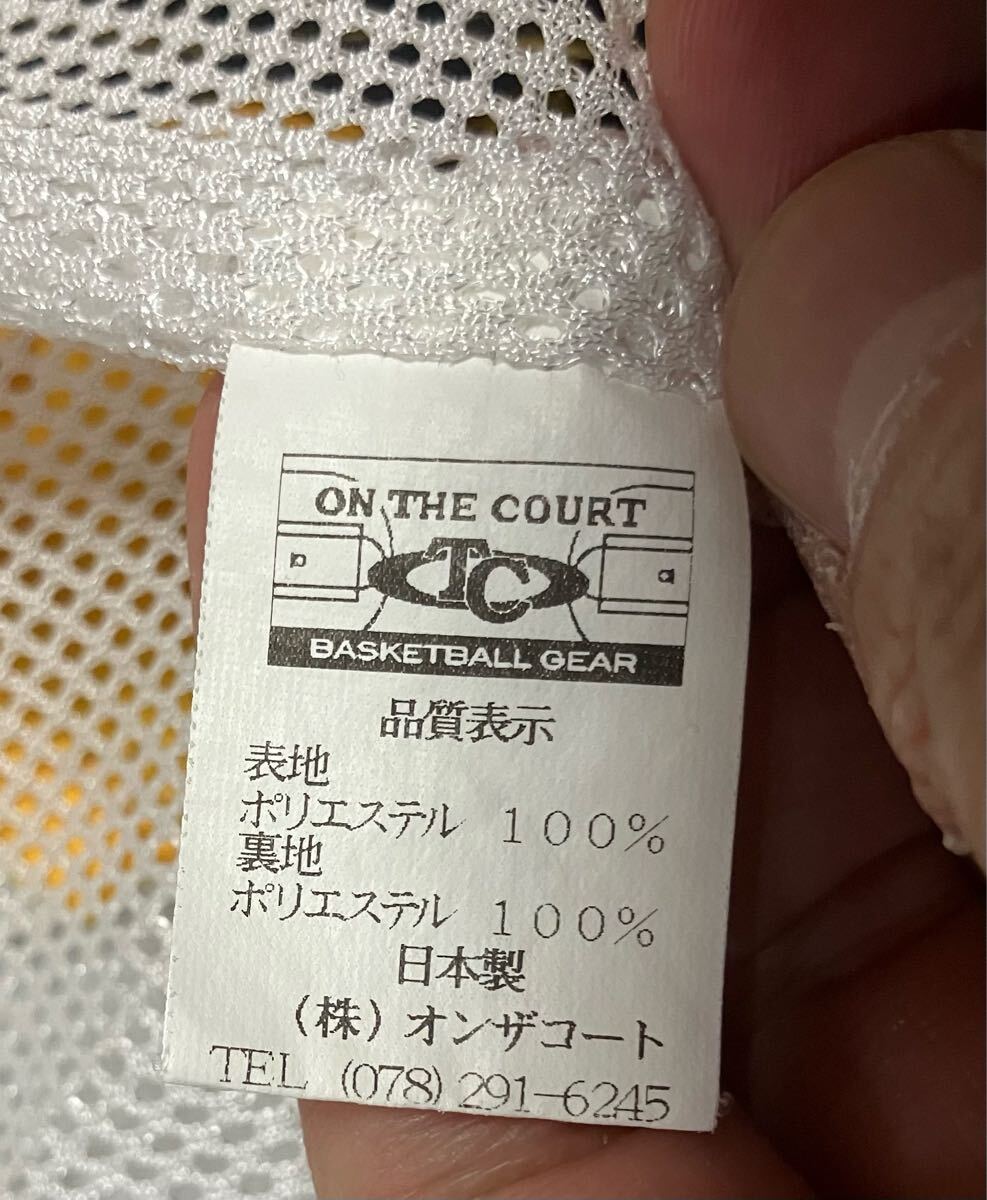 ON THE COURT
TC
BASKETBALL GEAR
品質表示
表地
ポリエステル 100%
裏地
ポリエステル 100%
日本製
(株)オンザコート
TEL (078)291-6245